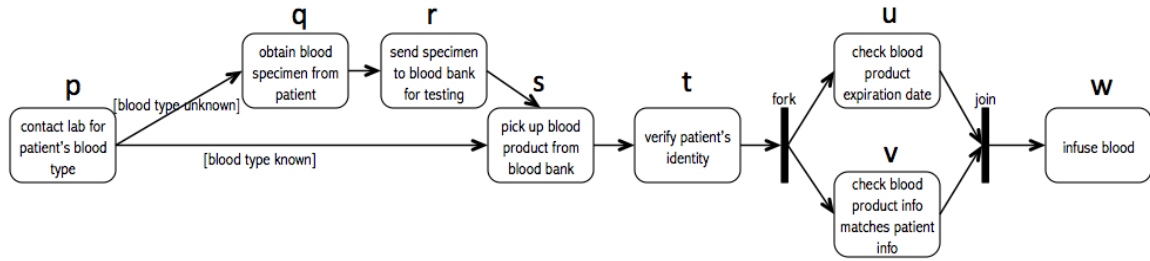 p
contact lab for
patient's blood
type
[blood type unknown]
[blood type known]
q
obtain blood
specimen from
patient
r
send specimen
to blood bank
for testing
s
pick up blood
product from
blood bank
t
verify patient's
identity
fork
u
check blood
product
expiration date
v
check blood
product info
matches patient
info
join
w
infuse blood